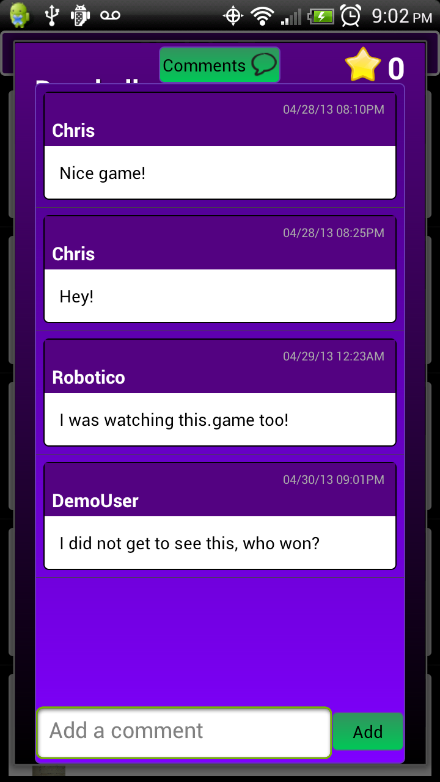 9:02 PM
Comments
0
04/28/13 08:10PM
Chris
Nice game!
04/28/13 08:25PM
Chris
Hey!
04/29/13 12:23AM
Robotico
I was watching this.game too!
04/30/13 09:01PM
DemoUser
I did not get to see this, who won?
Add a comment
Add